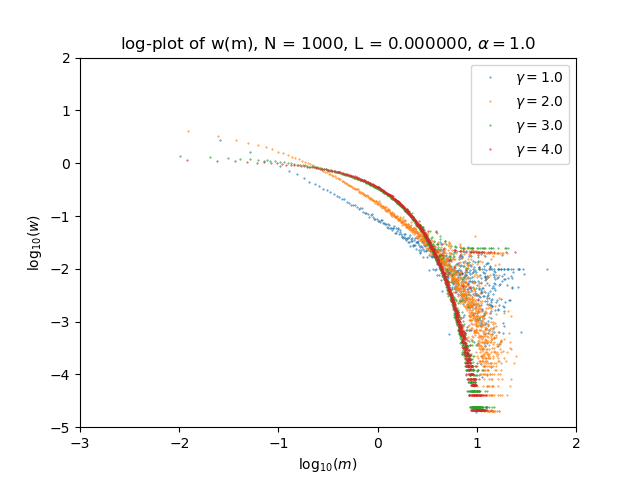 log-plot of w(m), N = 1000, L = 0.000000, α = 1.0
γ = 1.0
γ = 2.0
γ = 3.0
γ = 4.0
log₁₀(w)
2
1
0
−1
−2
−3
−4
−5
−3 −2 −1 0 1 2
log₁₀(m)